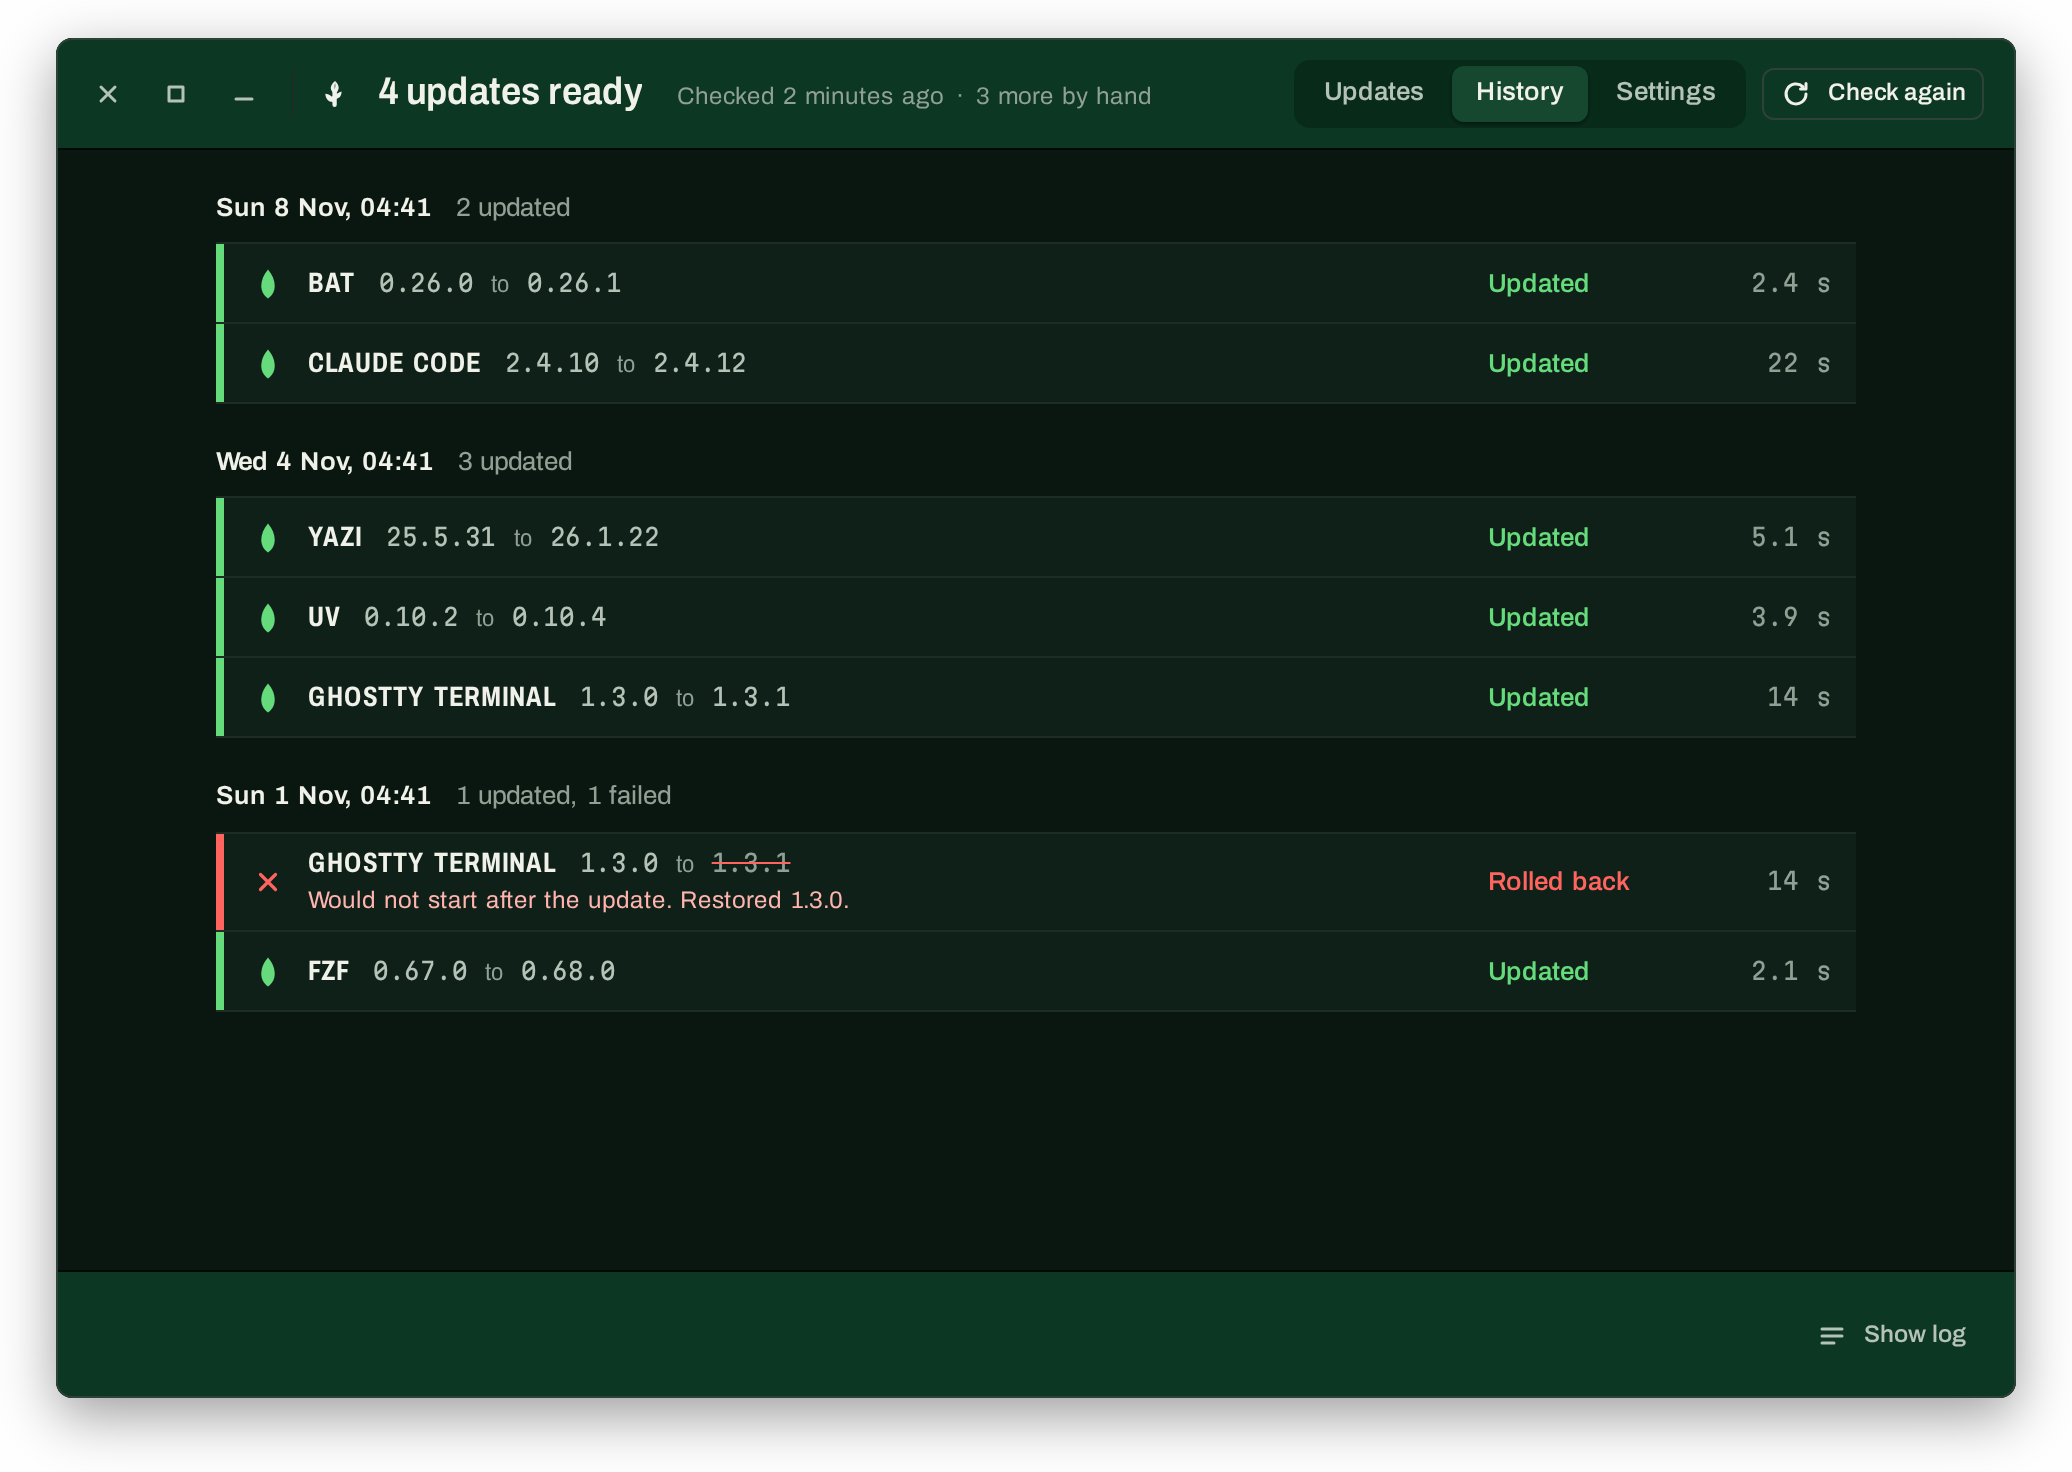 4 updates ready Checked 2 minutes ago · 3 more by hand Updates History Settings Check again
Sun 8 Nov, 04:41 2 updated
BAT 0.26.0 to 0.26.1 Updated 2.4 s
CLAUDE CODE 2.4.10 to 2.4.12 Updated 22 s
Wed 4 Nov, 04:41 3 updated
YAZI 25.5.31 to 26.1.22 Updated 5.1 s
UV 0.10.2 to 0.10.4 Updated 3.9 s
GHOSTTY TERMINAL 1.3.0 to 1.3.1 Updated 14 s
Sun 1 Nov, 04:41 1 updated, 1 failed
GHOSTTY TERMINAL 1.3.0 to 1.3.1 Rolled back 14 s
Would not start after the update. Restored 1.3.0.
FZF 0.67.0 to 0.68.0 Updated 2.1 s
Show log